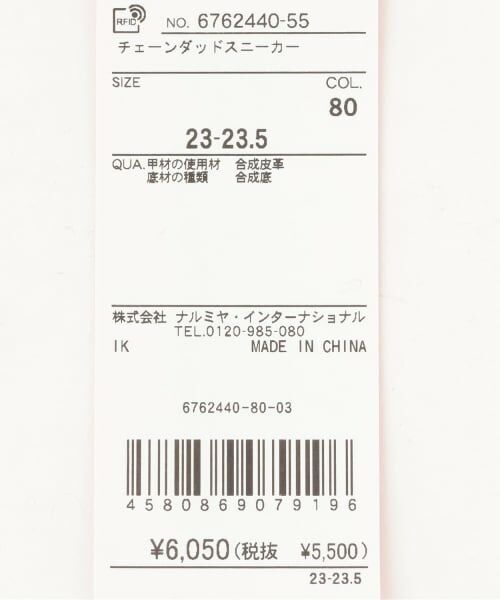 RFID NO. 6762440-55
チェーンダッドスニーカー
SIZE COL.
80
23-23.5
QUA.甲材の使用材 合成皮革
底材の種類 合成底
株式会社 ナルミヤ・インターナショナル
TEL.0120-985-080
IK MADE IN CHINA
6762440-80-03
4580869079196
¥6,050(税抜 ¥5,500)
23-23.5